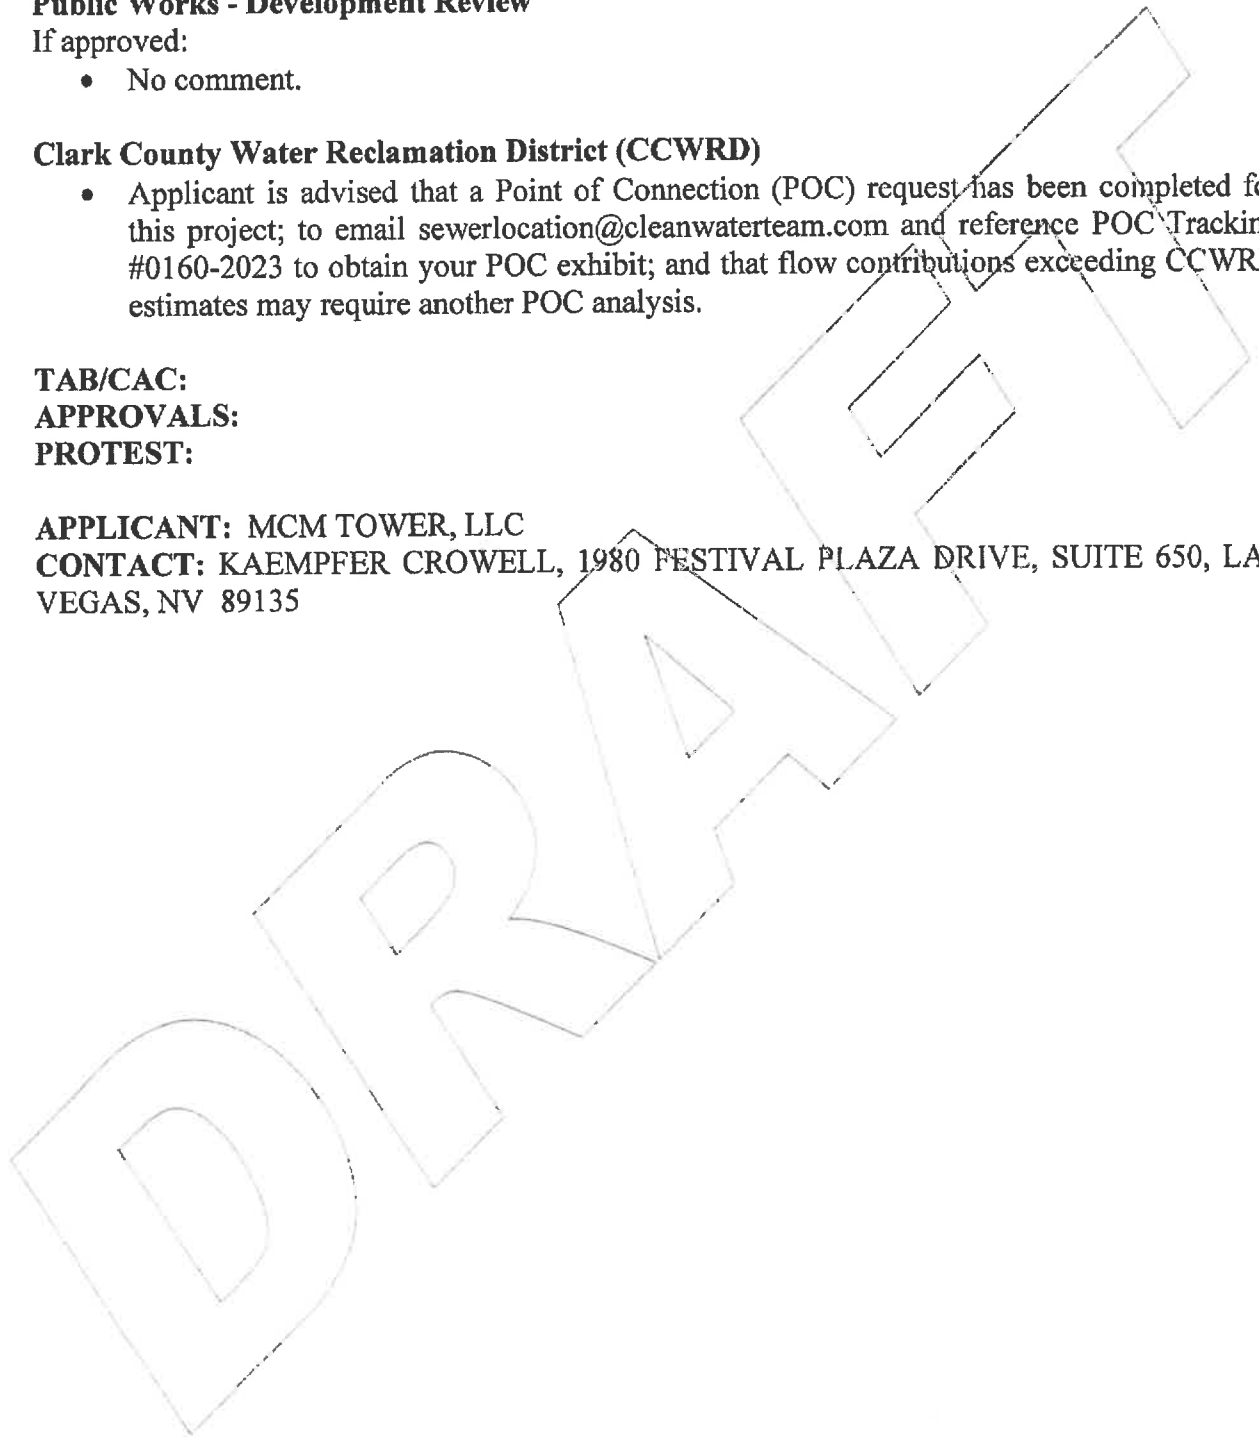 Public Works - Development Review
If approved:
• No comment.
Clark County Water Reclamation District (CCWRD)
• Applicant is advised that a Point of Connection (POC) request has been completed fo
this project; to email sewerlocation@cleanwaterteam.com and reference POC Trackin
#0160-2023 to obtain your POC exhibit; and that flow contributions exceeding CCWR
estimates may require another POC analysis.
TAB/CAC:
APPROVALS:
PROTEST:
APPLICANT: MCM TOWER, LLC
CONTACT: KAEMPFER CROWELL, 1980 FESTIVAL PLAZA DRIVE, SUITE 650, LA
VEGAS, NV 89135
DRAFT